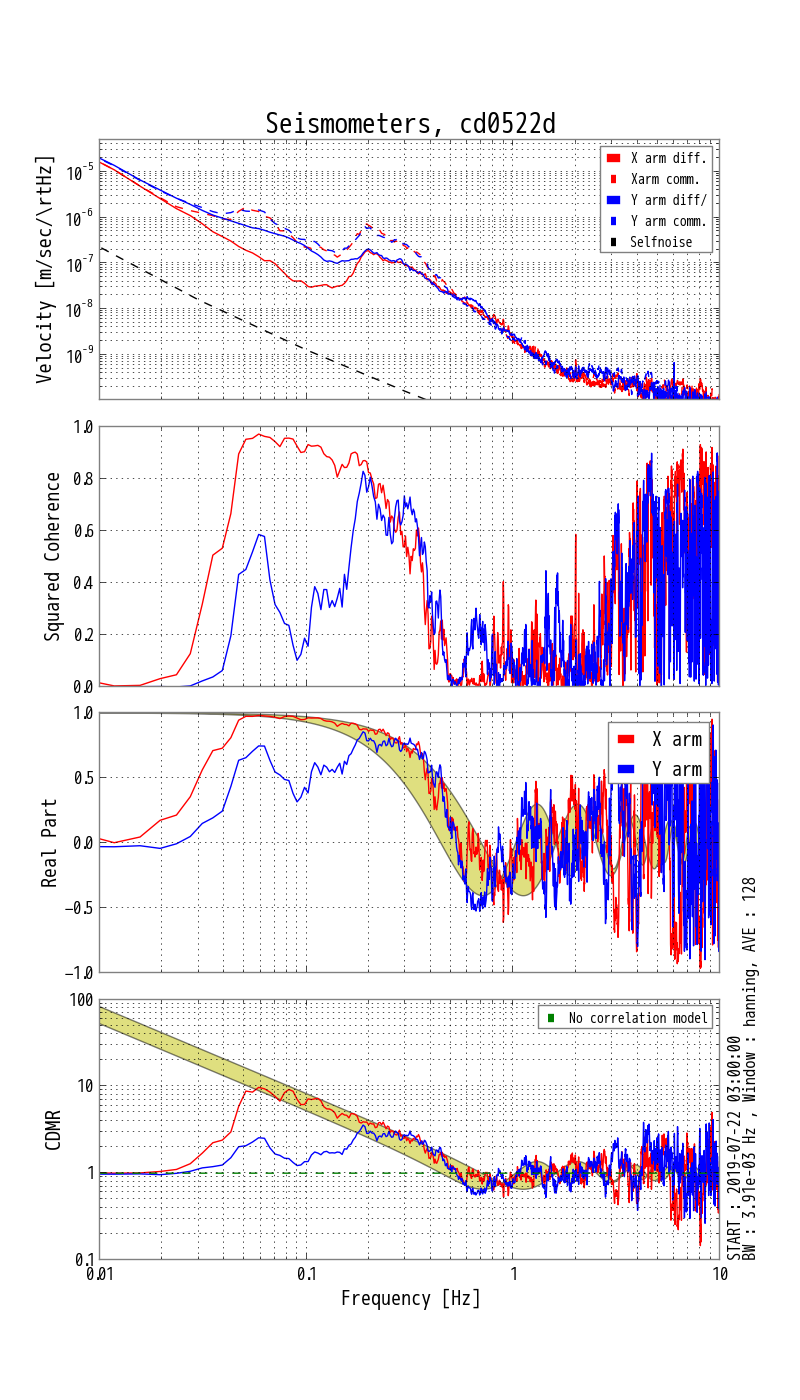 Seismometers, cd0522d
Velocity [m/sec/\rtHz]
10^-5
10^-6
10^-7
10^-8
10^-9
X arm diff.
Xarm comm.
Y arm diff/
Y arm comm.
Selfnoise
Squared Coherence
1.0
0.8
0.6
0.4
0.2
0.0
Real Part
1.0
0.5
0.0
−0.5
−1.0
X arm
Y arm
CDMR
100
10
1
0.1
No correlation model
0.01
0.1
1
10
Frequency [Hz]
START : 2019-07-22 03:00:00
BW : 3.91e-03 Hz , Window : hanning, AVE : 128